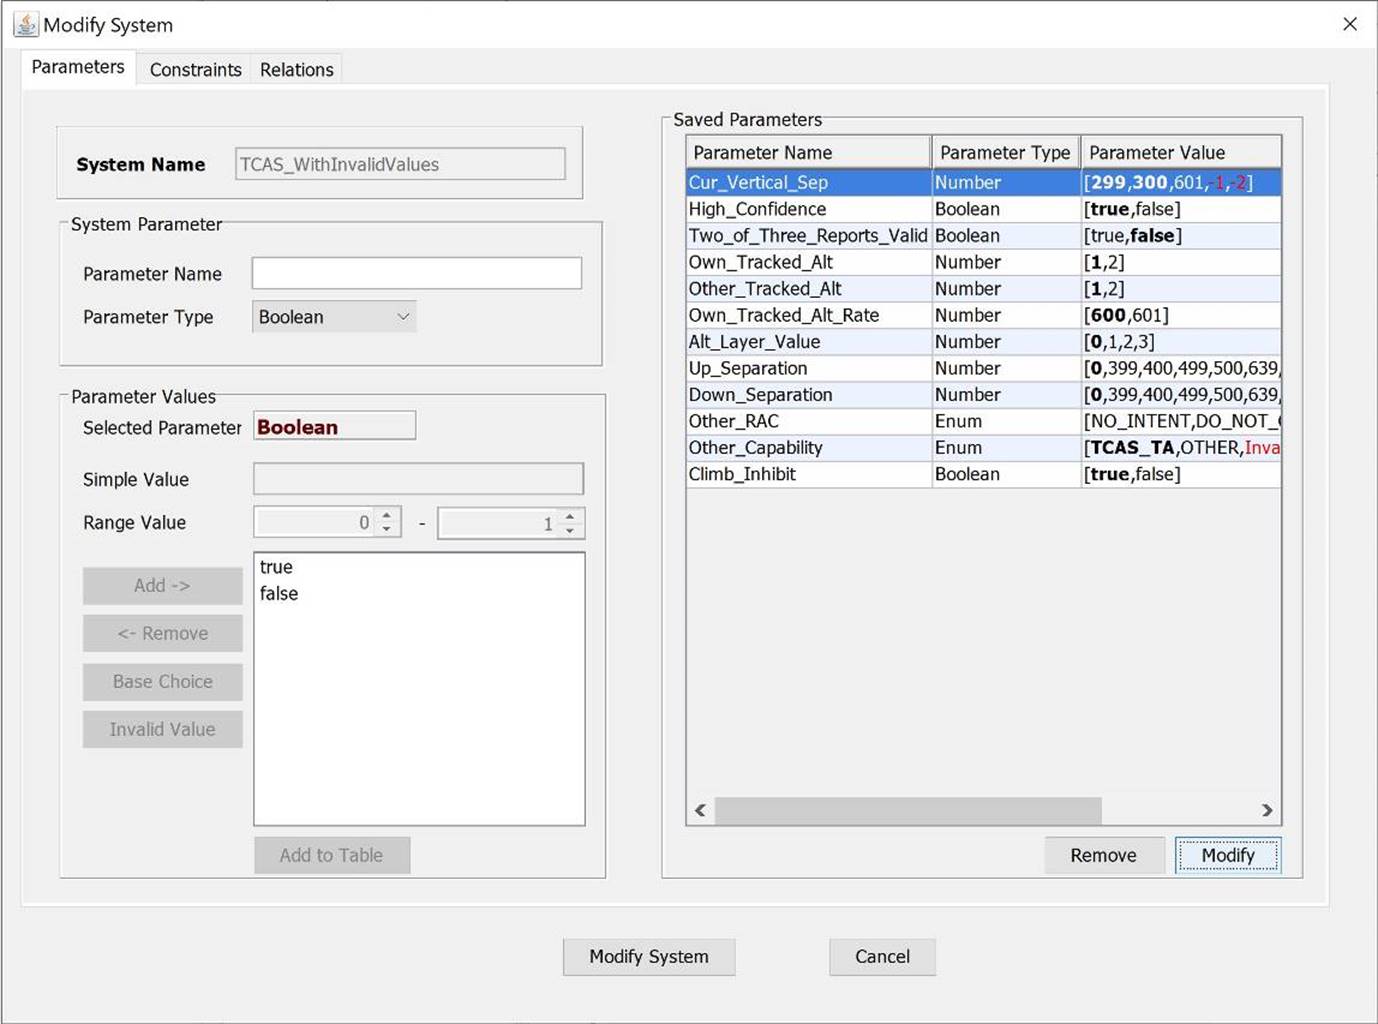 Modify System
Parameters Constraints Relations
System Name TCAS_WithInvalidValues
System Parameter
Parameter Name
Parameter Type Boolean
Parameter Values
Selected Parameter Boolean
Simple Value
Range Value 0 - 1
true
false
Add ->
<- Remove
Base Choice
Invalid Value
Add to Table
Saved Parameters
Parameter Name Parameter Type Parameter Value
Cur_Vertical_Sep Number [299,300,601,-1,-2]
High_Confidence Boolean [true,false]
Two_of_Three_Reports_Valid Boolean [true,false]
Own_Tracked_Alt Number [1,2]
Other_Tracked_Alt Number [1,2]
Own_Tracked_Alt_Rate Number [600,601]
Alt_Layer_Value Number [0,1,2,3]
Up_Separation Number [0,399,400,499,500,639,
Down_Separation Number [0,399,400,499,500,639,
Other_RAC Enum [NO_INTENT,DO_NOT_
Other_Capability Enum [TCAS_TA,OTHER,Inva
Climb_Inhibit Boolean [true,false]
Remove Modify
Modify System Cancel